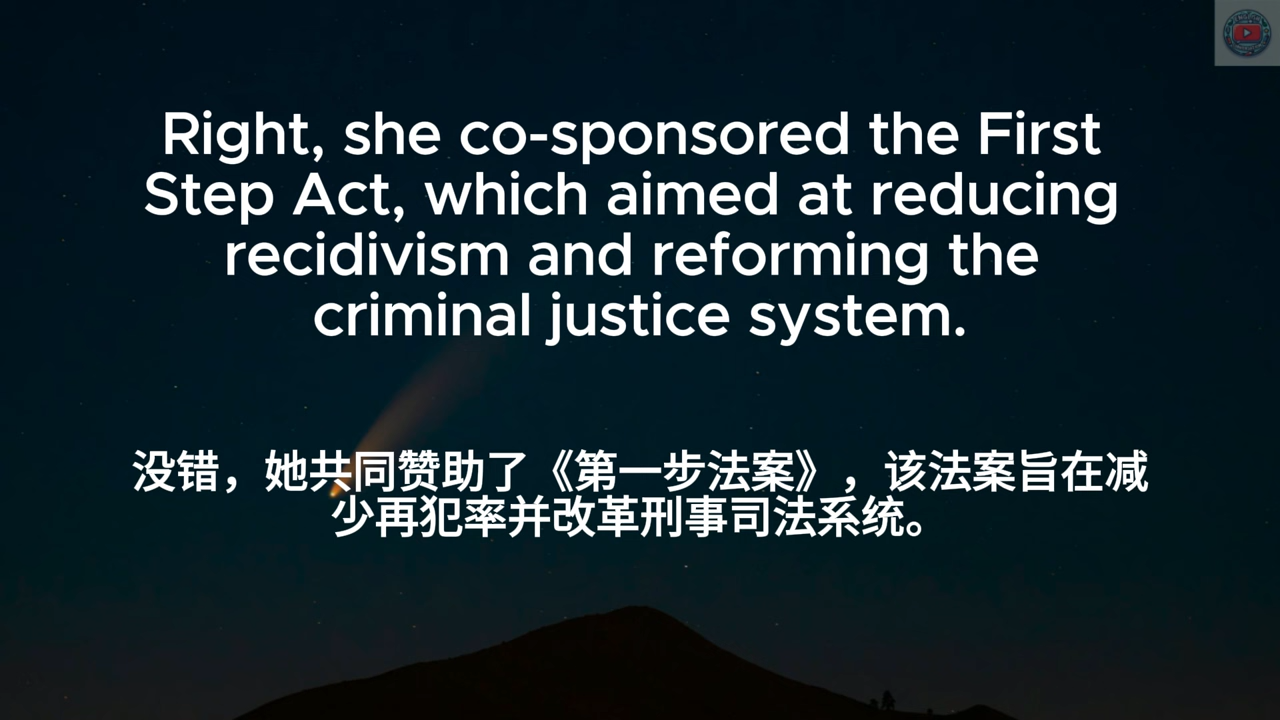 Right, she co-sponsored the First
Step Act, which aimed at reducing
recidivism and reforming the
criminal justice system.
没错，她共同赞助了《第一步法案》，该法案旨在减
少再犯率并改革刑事司法系统。